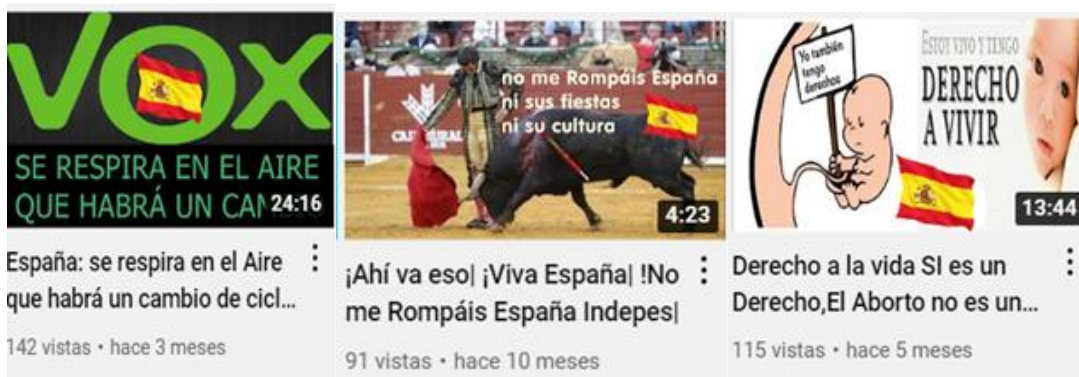 VOX
SE RESPIRA EN EL AIRE
QUE HABRÁ UN CAM
24:16
España: se respira en el Aire
que habrá un cambio de cicl...
142 vistas • hace 3 meses
no me Rompáis España
ni sus fiestas
ni su cultura
4:23
¡Ahí va eso| ¡Viva España| !No
me Rompáis España Indepes|
91 vistas • hace 10 meses
Yo también
tengo
derechos
ESTOY VIVO Y TENGO
DERECHO
A VIVIR
13:44
Derecho a la vida SI es un
Derecho,El Aborto no es un...
115 vistas • hace 5 meses